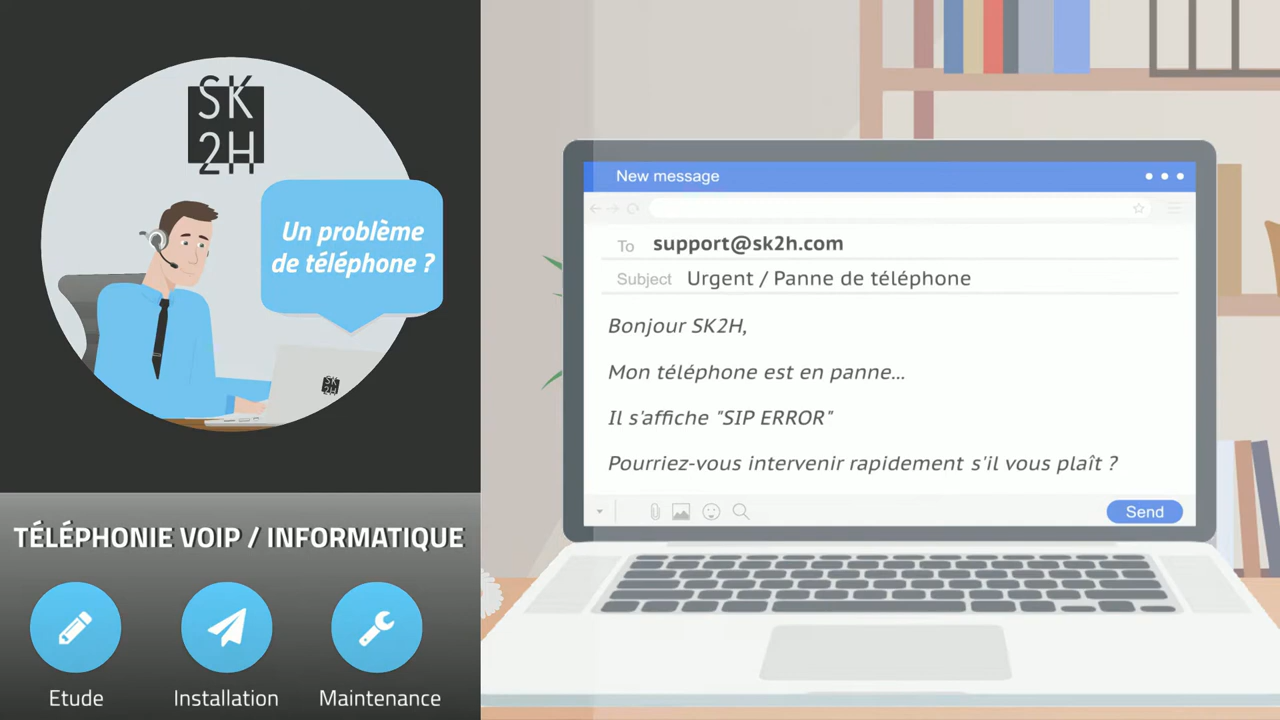 SK
2H
Un problème
de téléphone ?
SK
2H
TÉLÉPHONIE VOIP / INFORMATIQUE
Etude
Installation
Maintenance
New message
To support@sk2h.com
Subject Urgent / Panne de téléphone
Bonjour SK2H,
Mon téléphone est en panne...
Il s'affiche "SIP ERROR"
Pourriez-vous intervenir rapidement s'il vous plaît ?
Send